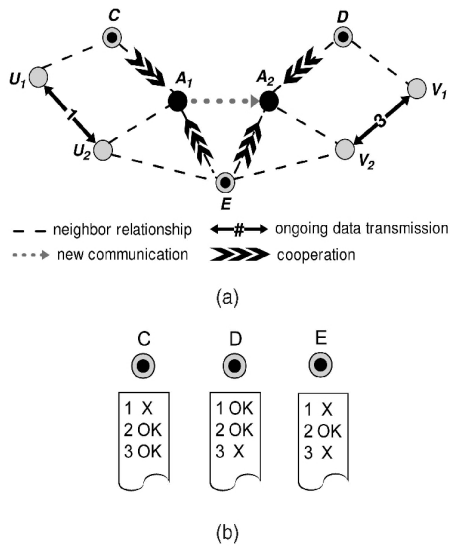 C D
A1 A2
U1 V1
1 3
U2 V2
E
neighbor relationship # ongoing data transmission
new communication cooperation
(a)
C D E
1 X 1 OK 1 X
2 OK 2 OK 2 OK
3 OK 3 X 3 X
(b)